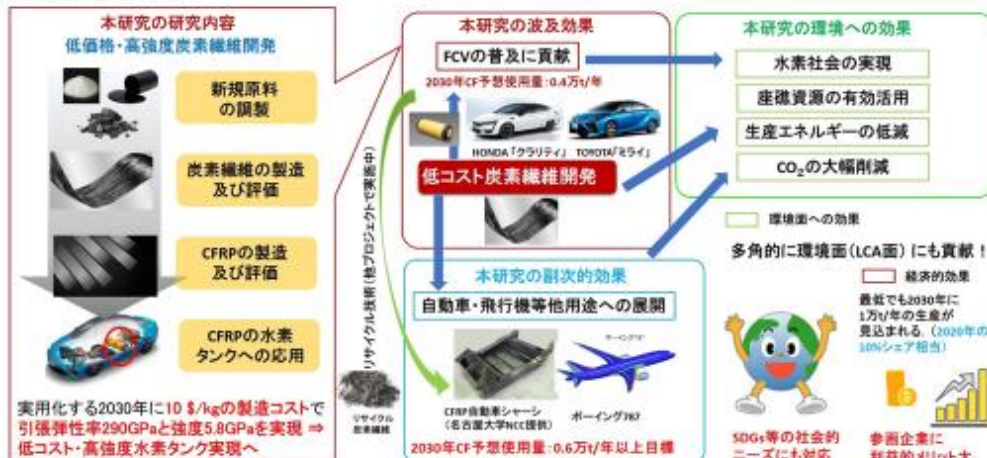 本研究の研究内容
低価格・高強度炭素繊維開発
新規原料
の調製
炭素繊維の製造
及び評価
CFRPの製造
及び評価
CFRPの水素
タンクへの応用
実用化する2030年に10 $/kgの製造コストで
引張弾性率290GPaと強度5.8GPaを実現 ⇒
低コスト・高強度水素タンク実現へ
本研究の波及効果
FCVの普及に貢献
2030年CF予想使用量:0.4万t/年
HONDA「クラリティ」
TOYOTA「ミライ」
低コスト炭素繊維開発
リサイクル技術(他プロジェクトで実施中)
リサイクル
炭素繊維
本研究の副次的効果
自動車・飛行機等他用途への展開
CFRP自動車シャーシ
(名古屋大学NCC提供)
ボーイング787
2030年CF予想使用量:0.6万t/年以上目標
本研究の環境への効果
水素社会の実現
座礁資源の有効活用
生産エネルギーの低減
CO₂の大幅削減
環境面への効果
多角的に環境面(LCA面)にも貢献!
経済的効果
最低でも2030年に
1万t/年の生産が
見込まれる.(2020年の
10%シェア相当)
SDGs等の社会的
ニーズにも対応
参画企業に
利益的メリット大